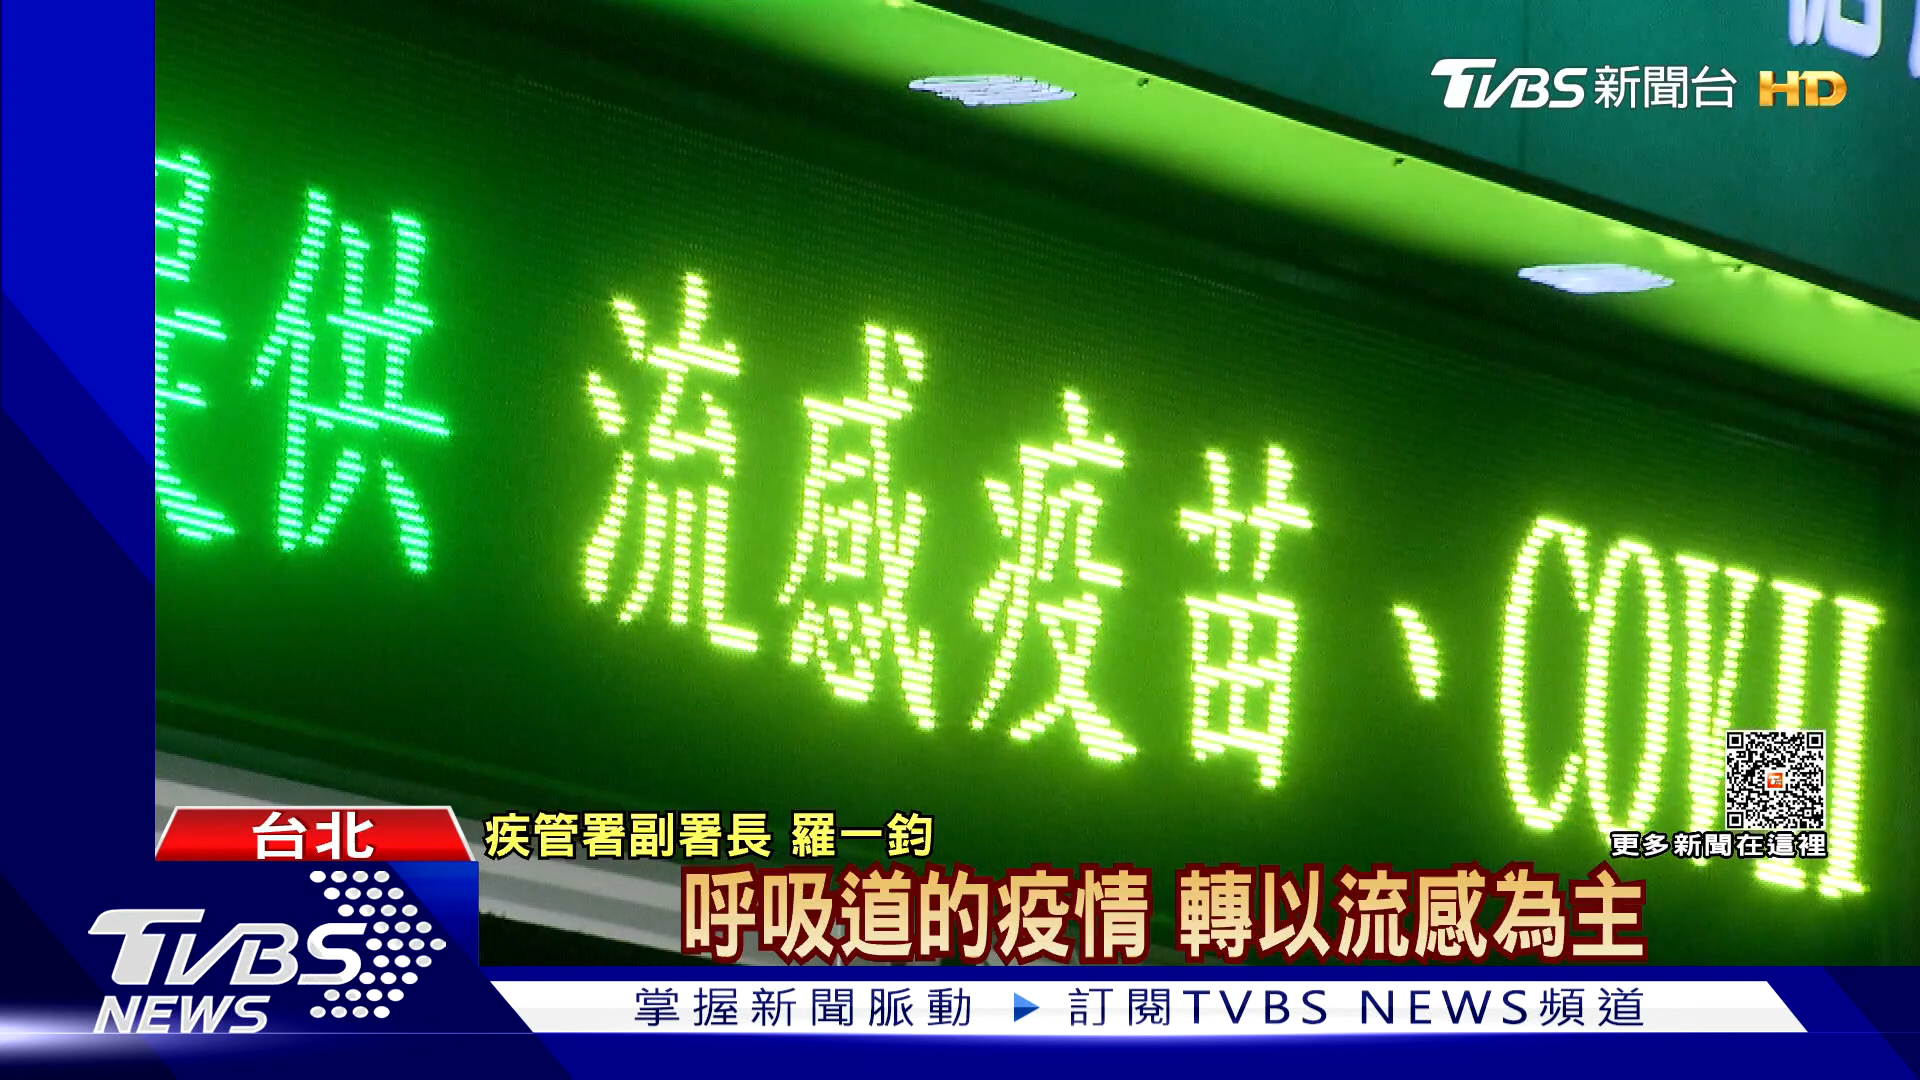 TVBS新聞台 HD
提供 流感疫苗、COVI
更多新聞在這裡
台北
疾管署副署長 羅一鈞
呼吸道的疫情 轉以流感為主
TVBS NEWS
掌握新聞脈動 ▶ 訂閱TVBS NEWS頻道